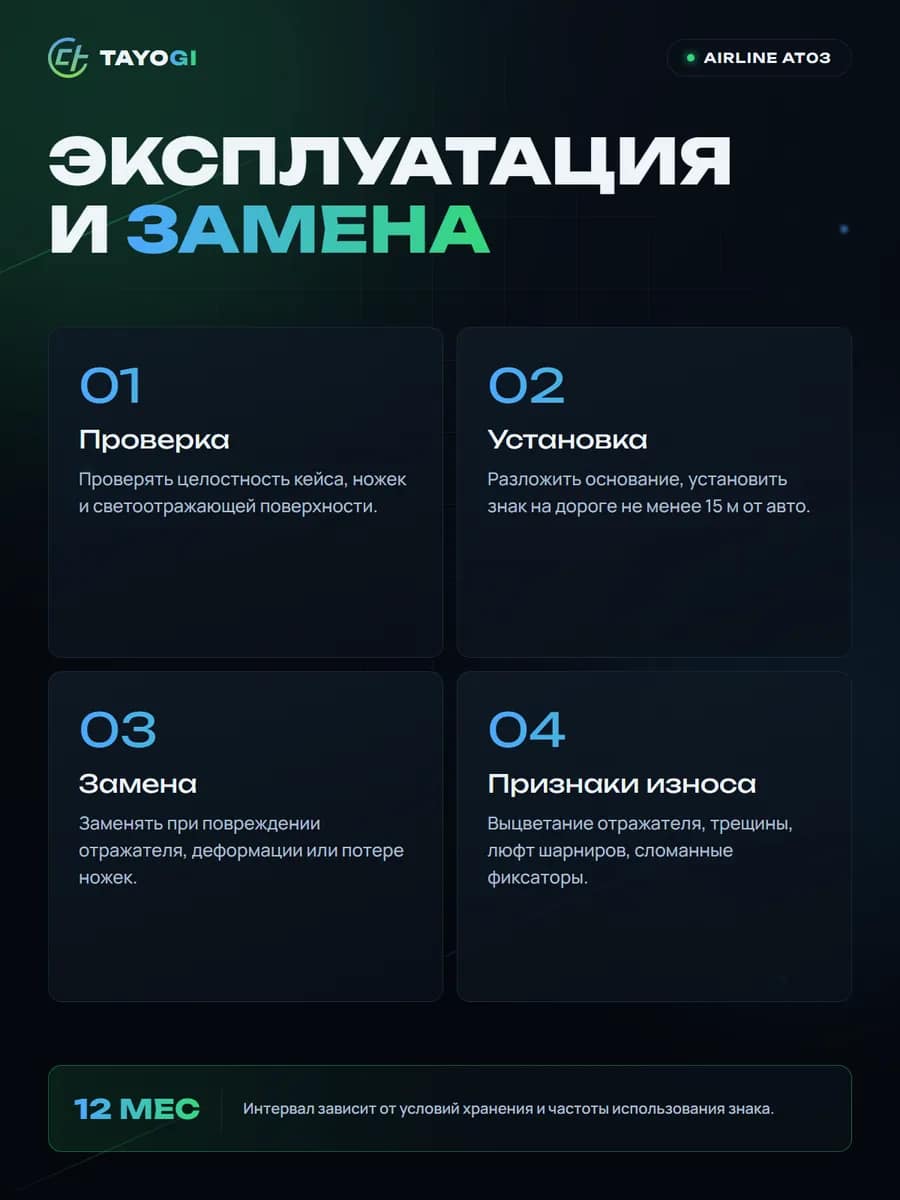 TAYOGI
AIRLINE AT03
ЭКСПЛУАТАЦИЯ
И ЗАМЕНА
01
Проверка
Проверять целостность кейса, ножек
и светоотражающей поверхности.
02
Установка
Разложить основание, установить
знак на дороге не менее 15 м от авто.
03
Замена
Заменять при повреждении
отражателя, деформации или потере
ножек.
04
Признаки износа
Выцветание отражателя, трещины,
люфт шарниров, сломанные
фиксаторы.
12 МЕС
Интервал зависит от условий хранения и частоты использования знака.